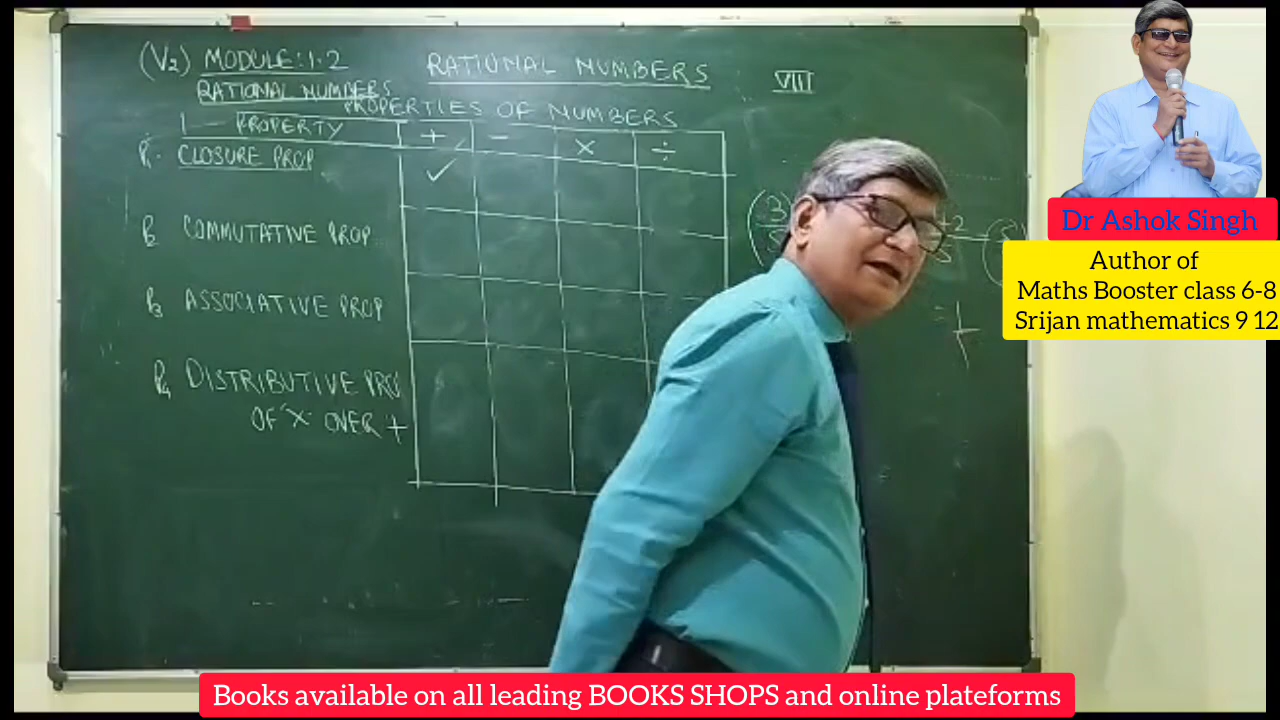 (V2) MODULE: 1.2
RATIONAL NUMBERS
VIII
RATIONAL NUMBERS
PROPERTIES OF NUMBERS
PROPERTY + - × ÷
P1. CLOSURE PROP ✓
P2 COMMUTATIVE PROP.
P3 ASSOCIATIVE PROP
P4 DISTRIBUTIVE PROP
OF "×" OVER +
Dr Ashok Singh
Author of
Maths Booster class 6-8
Srijan mathematics 9 12
Books available on all leading BOOKS SHOPS and online plateforms